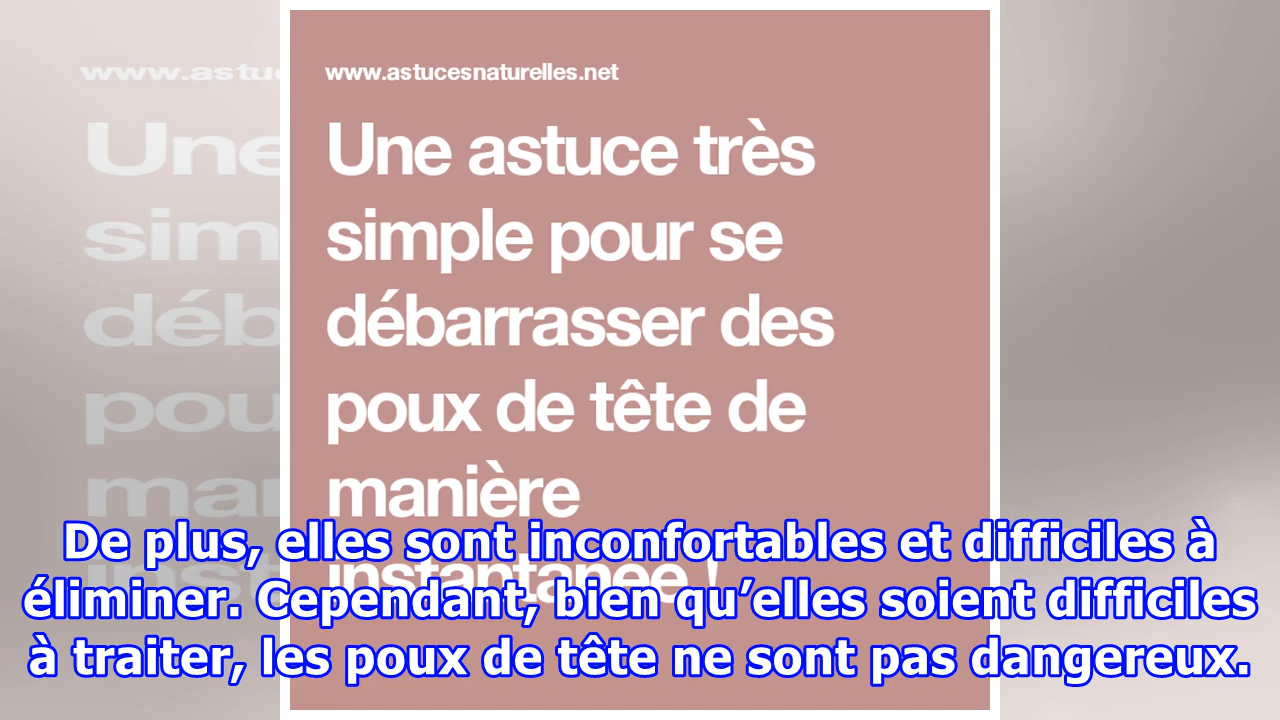 www.astucesnaturelles.net
Une astuce très
simple pour se
débarrasser des
poux de tête de
manière
instantanée !
De plus, elles sont inconfortables et difficiles à
éliminer. Cependant, bien qu’elles soient difficiles
à traiter, les poux de tête ne sont pas dangereux.